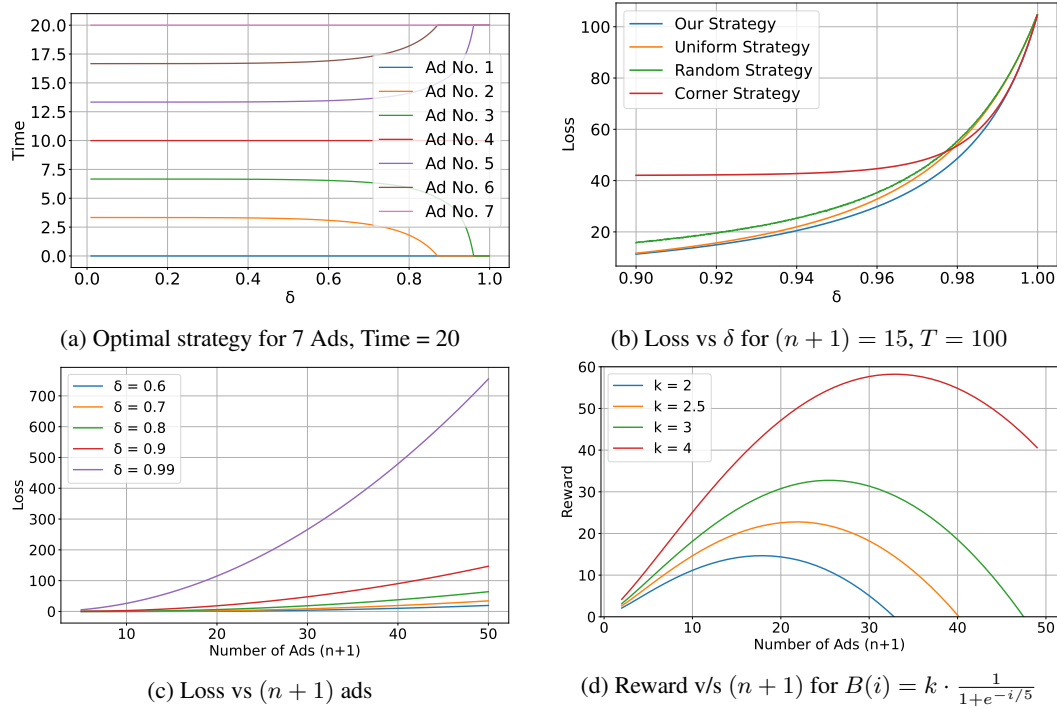 20.0
17.5
15.0
12.5
10.0
7.5
5.0
2.5
0.0
Time
0.0 0.2 0.4 0.6 0.8 1.0
δ
Ad No. 1
Ad No. 2
Ad No. 3
Ad No. 4
Ad No. 5
Ad No. 6
Ad No. 7
(a) Optimal strategy for 7 Ads, Time = 20
100
80
60
40
20
Loss
0.90 0.92 0.94 0.96 0.98 1.00
δ
Our Strategy
Uniform Strategy
Random Strategy
Corner Strategy
(b) Loss vs δ for (n + 1) = 15, T = 100
700
600
500
400
300
200
100
0
Loss
10 20 30 40 50
Number of Ads (n+1)
δ = 0.6
δ = 0.7
δ = 0.8
δ = 0.9
δ = 0.99
(c) Loss vs (n + 1) ads
60
50
40
30
20
10
0
Reward
0 10 20 30 40 50
Number of Ads (n+1)
k = 2
k = 2.5
k = 3
k = 4
(d) Reward v/s (n + 1) for B(i) = k · 1/(1+e^{-i/5})